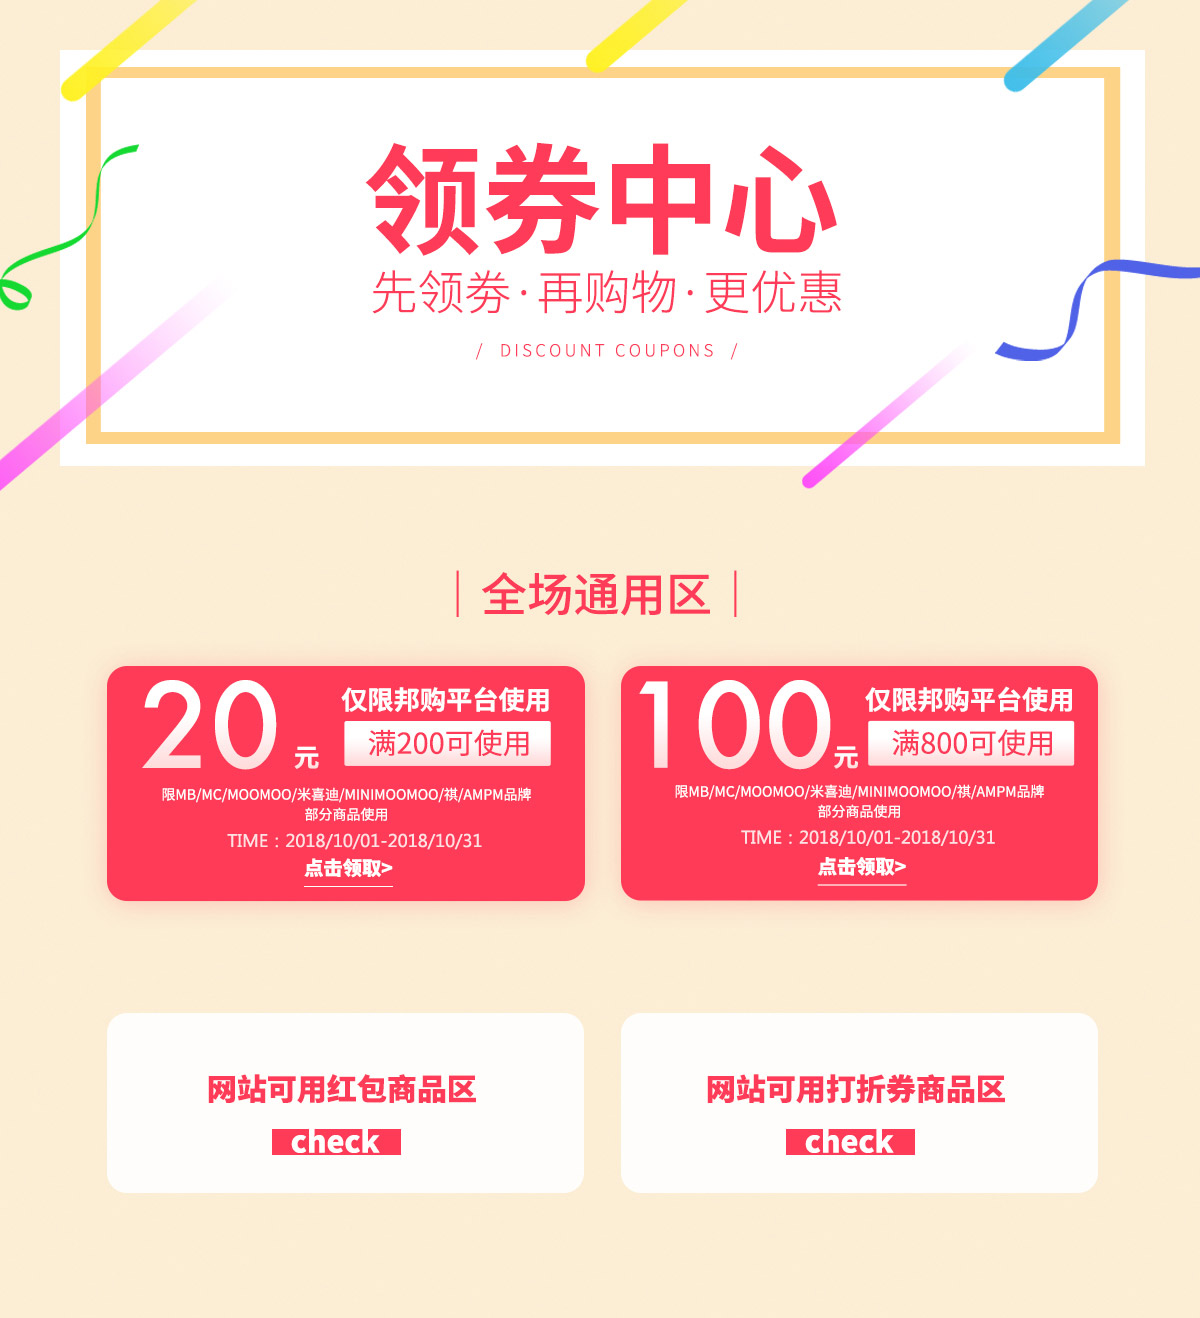 领券中心
先领券·再购物·更优惠
/ DISCOUNT COUPONS /
全场通用区
20元
仅限邦购平台使用
满200可使用
限MB/MC/MOOMOO/米喜迪/MINIMOOMOO/祺/AMPM品牌
部分商品使用
TIME：2018/10/01-2018/10/31
点击领取>
100元
仅限邦购平台使用
满800可使用
限MB/MC/MOOMOO/米喜迪/MINIMOOMOO/祺/AMPM品牌
部分商品使用
TIME：2018/10/01-2018/10/31
点击领取>
网站可用红包商品区
check
网站可用打折券商品区
check